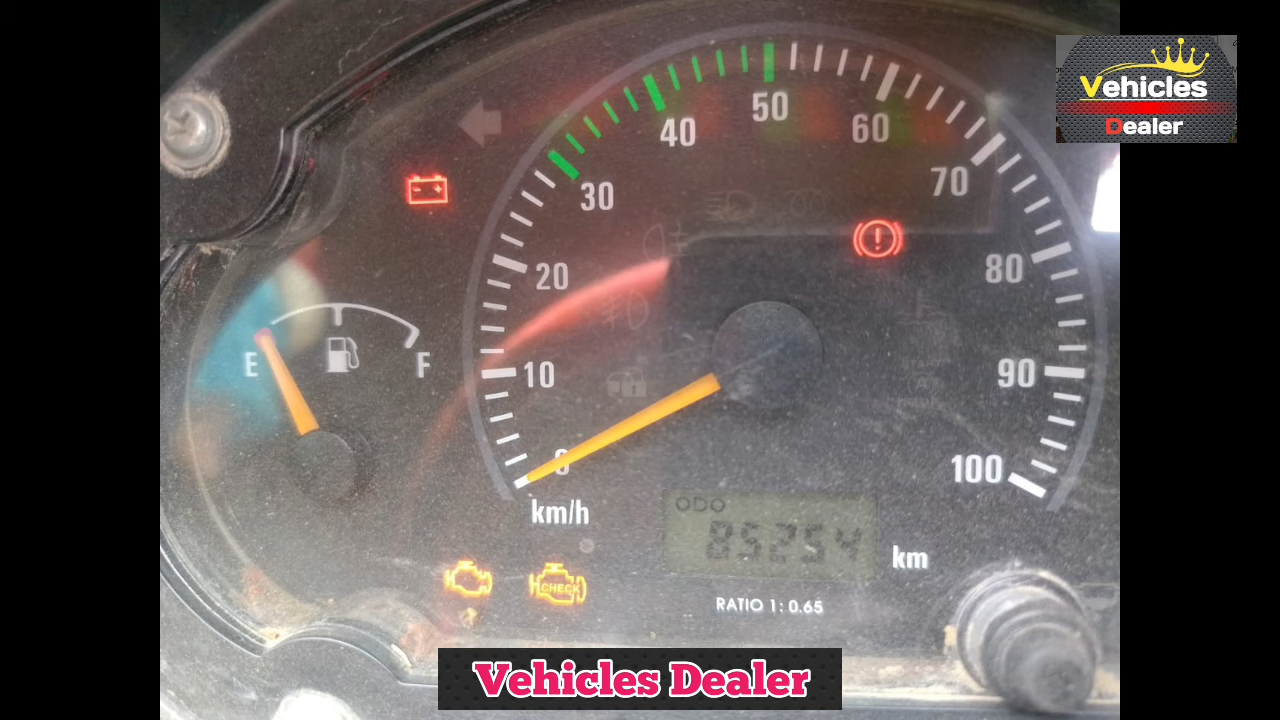 Vehicles
Dealer
50
40
60
30
70
20
80
E
F
10
90
0
100
km/h
ODO
85254
km
CHECK
RATIO 1: 0.65
Vehicles Dealer